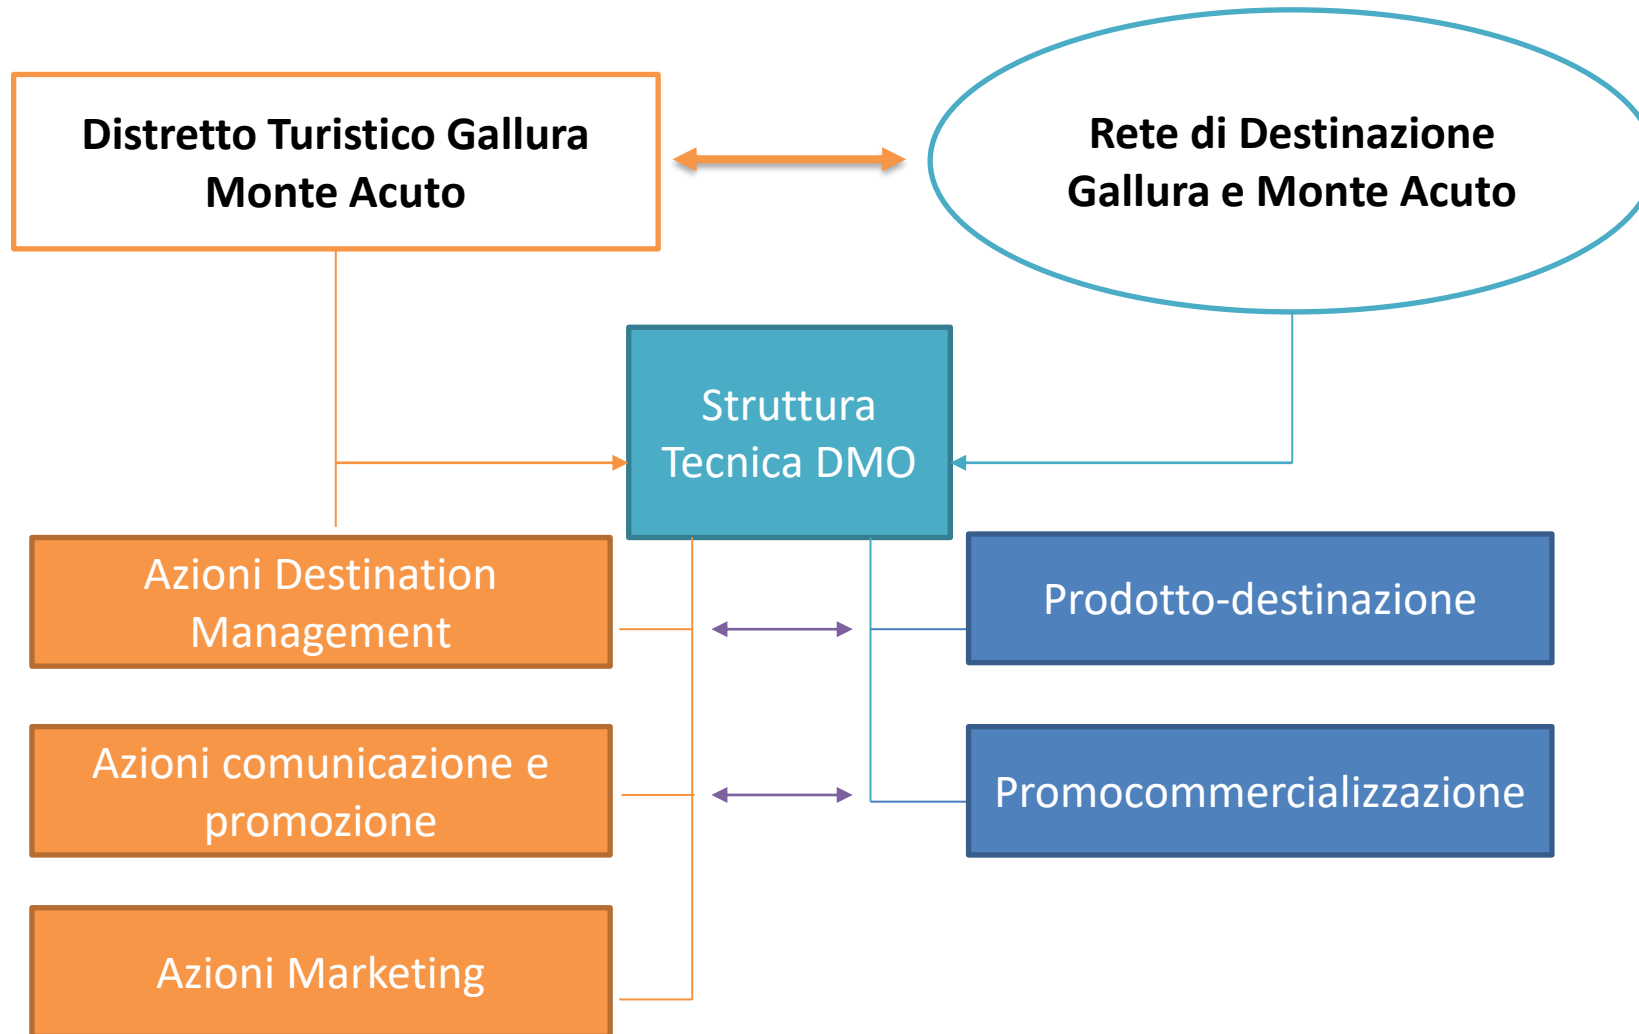 Distretto Turistico Gallura
Monte Acuto
Rete di Destinazione
Gallura e Monte Acuto
Struttura
Tecnica DMO
Azioni Destination
Management
Prodotto-destinazione
Azioni comunicazione e
promozione
Promocommercializzazione
Azioni Marketing